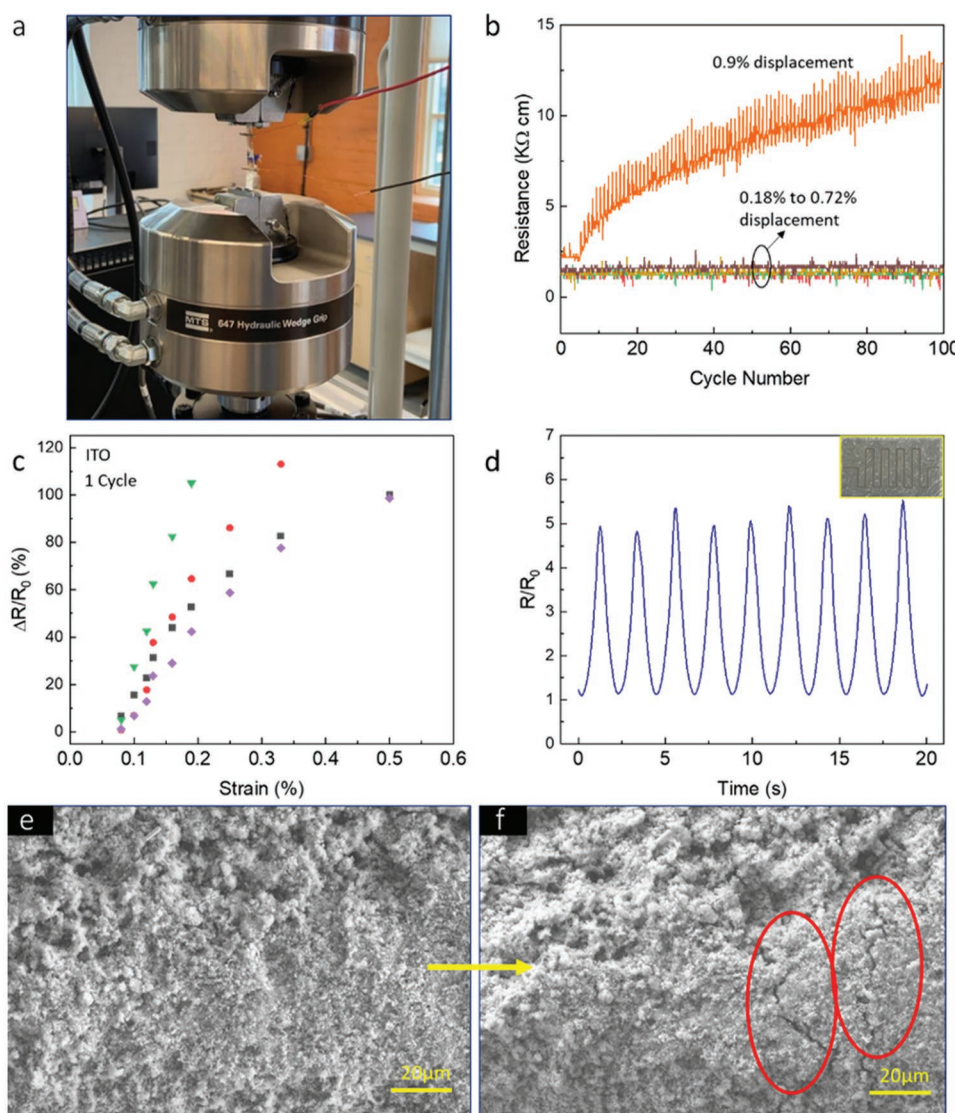 a
MTS
647 Hydraulic Wedge Grip
b
15
10
5
0
Resistance (KΩ cm)
0.9% displacement
0.18% to 0.72%
displacement
0
20
40
60
80
100
Cycle Number
c
120
100
80
60
40
20
0
ΔR/R0 (%)
ITO
1 Cycle
0.0
0.1
0.2
0.3
0.4
0.5
0.6
Strain (%)
d
7
6
5
4
3
2
1
0
R/R0
0
5
10
15
20
Time (s)
e
20μm
f
20μm